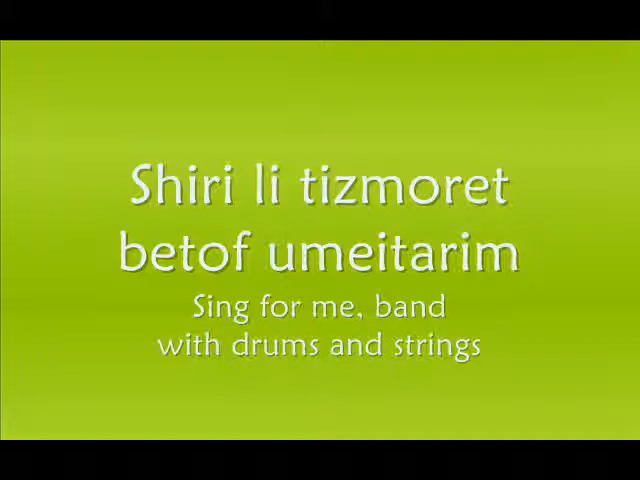 Shiri li tizmoret
betof umeitarim
Sing for me, band
with drums and strings